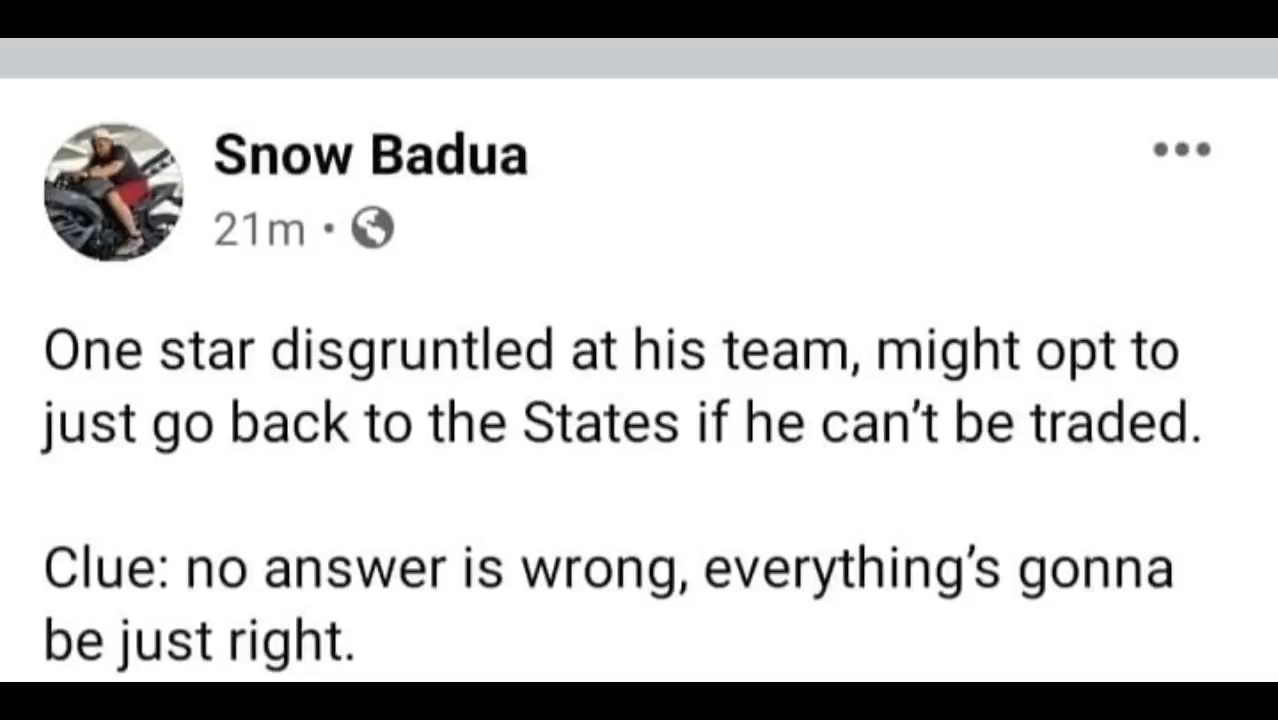 Snow Badua
21m ·
One star disgruntled at his team, might opt to
just go back to the States if he can't be traded.
Clue: no answer is wrong, everything's gonna
be just right.